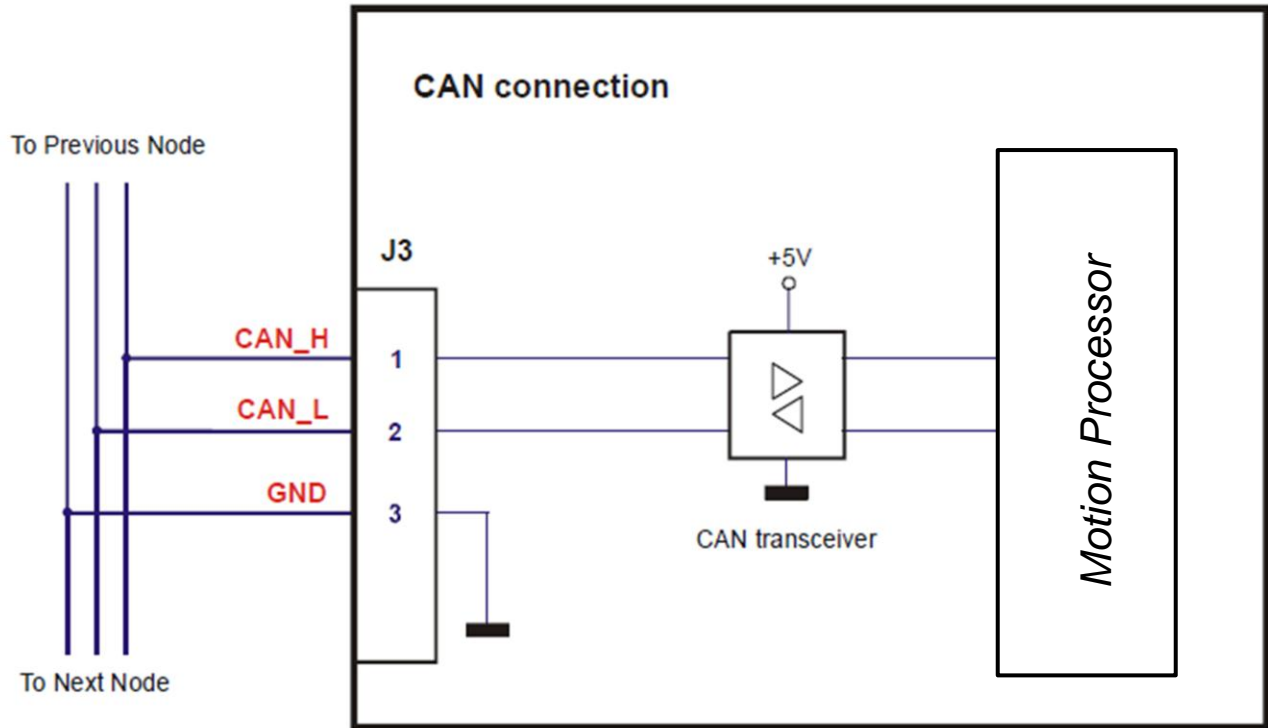 CAN connection
To Previous Node
J3
+5V
CAN_H
1
CAN_L
2
GND
3
CAN transceiver
Motion Processor
To Next Node